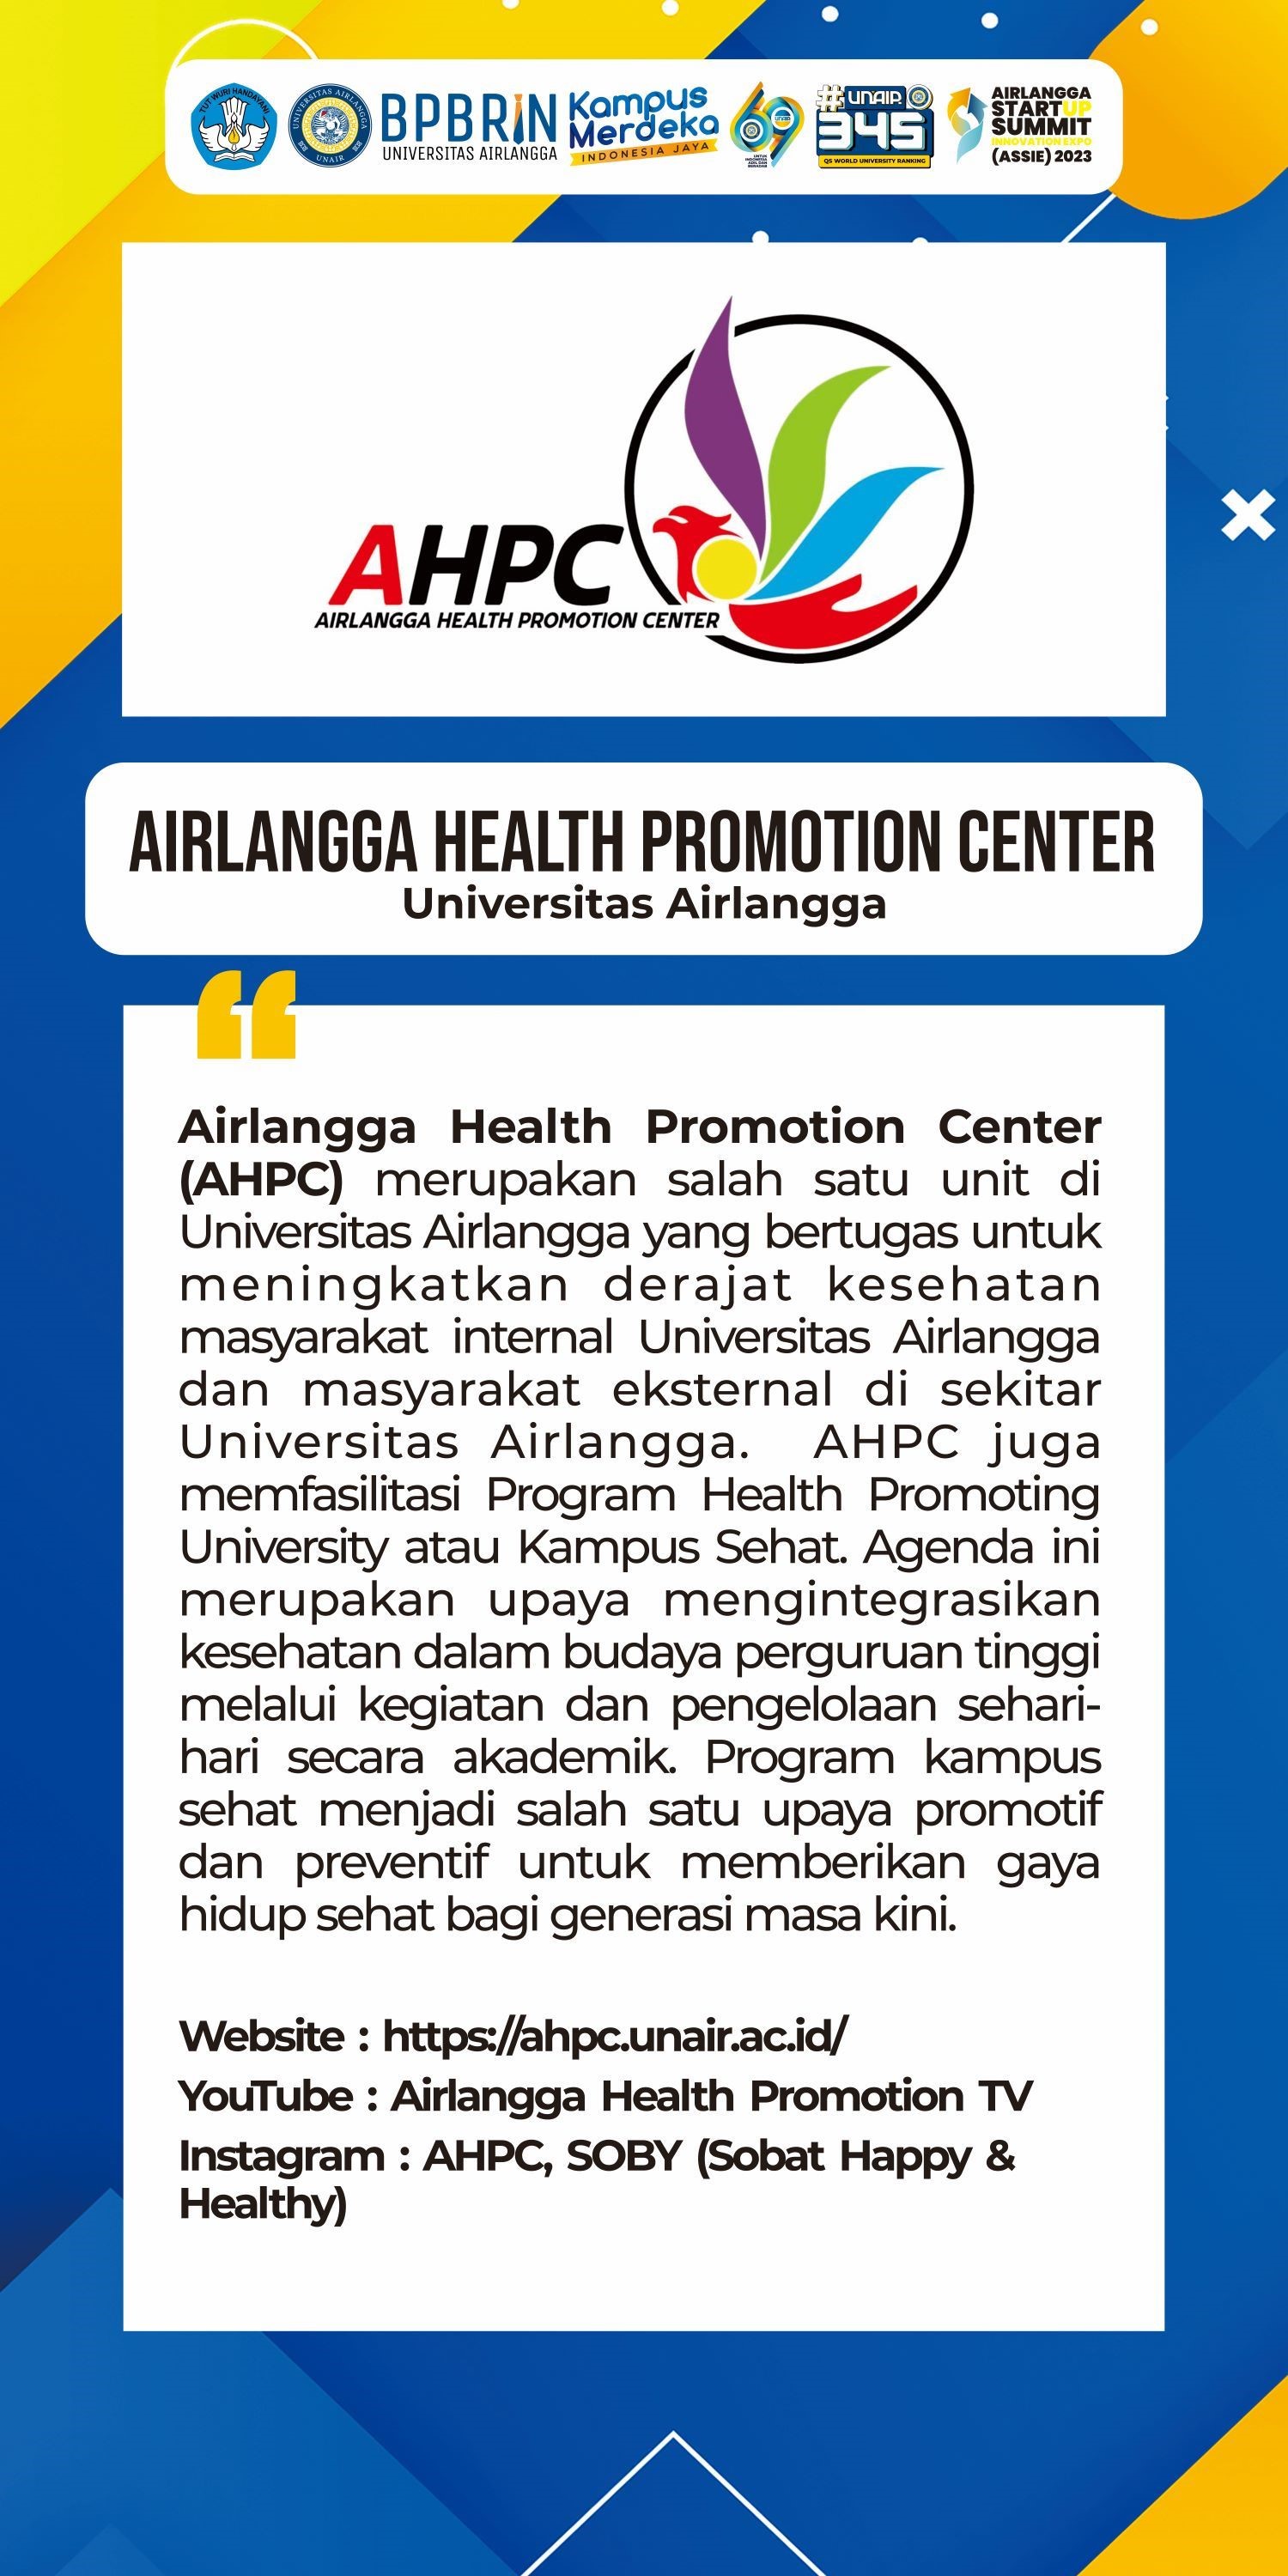 TUT WURI HANDAYANI
UNIVERSITAS AIRLANGGA
UNAIR
BPBRIN
UNIVERSITAS AIRLANGGA
Kampus
Merdeka
INDONESIA JAYA
69
#UNAIR
345
QS WORLD UNIVERSITY RANKING
AIRLANGGA
STARTUP
SUMMIT
INNOVATION EXPO
(ASSIE) 2023
AHPC
AIRLANGGA HEALTH PROMOTION CENTER
AIRLANGGA HEALTH PROMOTION CENTER
Universitas Airlangga
“
Airlangga Health Promotion Center
(AHPC) merupakan salah satu unit di
Universitas Airlangga yang bertugas untuk
meningkatkan derajat kesehatan
masyarakat internal Universitas Airlangga
dan masyarakat eksternal di sekitar
Universitas Airlangga. AHPC juga
memfasilitasi Program Health Promoting
University atau Kampus Sehat. Agenda ini
merupakan upaya mengintegrasikan
kesehatan dalam budaya perguruan tinggi
melalui kegiatan dan pengelolaan sehari-
hari secara akademik. Program kampus
sehat menjadi salah satu upaya promotif
dan preventif untuk memberikan gaya
hidup sehat bagi generasi masa kini.
Website : https://ahpc.unair.ac.id/
YouTube : Airlangga Health Promotion TV
Instagram : AHPC, SOBY (Sobat Happy &
Healthy)